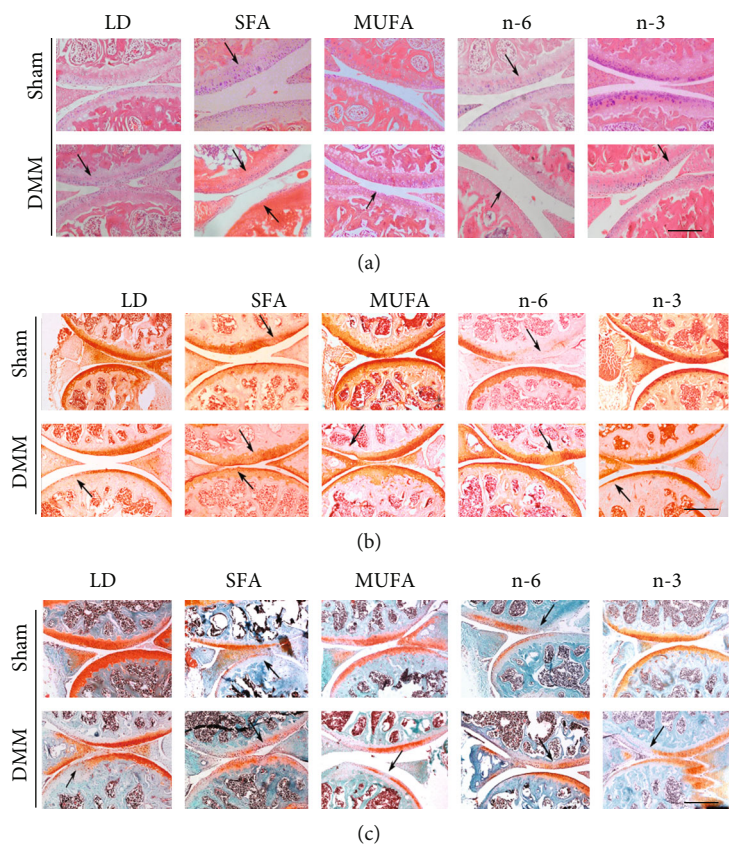 LD SFA MUFA n-6 n-3
Sham
DMM
(a)
LD SFA MUFA n-6 n-3
Sham
DMM
(b)
LD SFA MUFA n-6 n-3
Sham
DMM
(c)